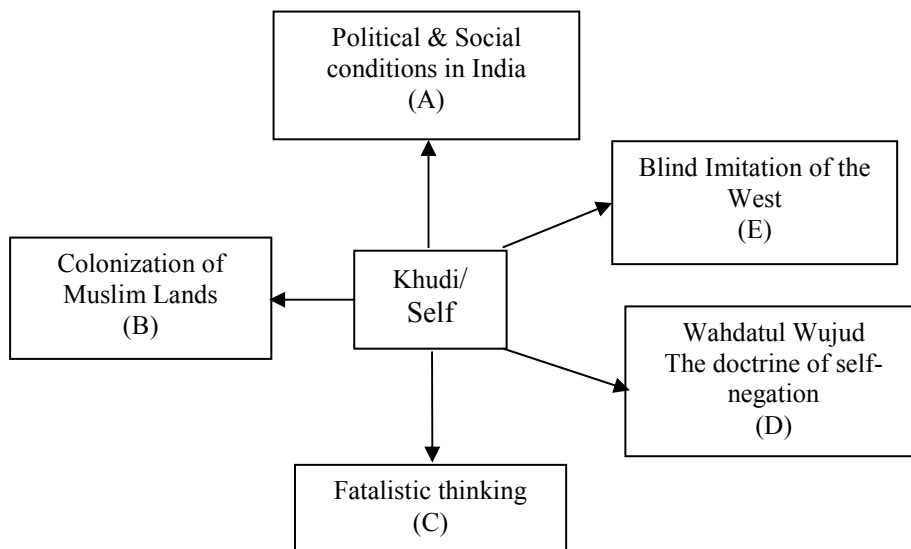 Political & Social
conditions in India
(A)
Blind Imitation of the
West
(E)
Colonization of
Muslim Lands
(B)
Khudi/
Self
Wahdatul Wujud
The doctrine of self-
negation
(D)
Fatalistic thinking
(C)